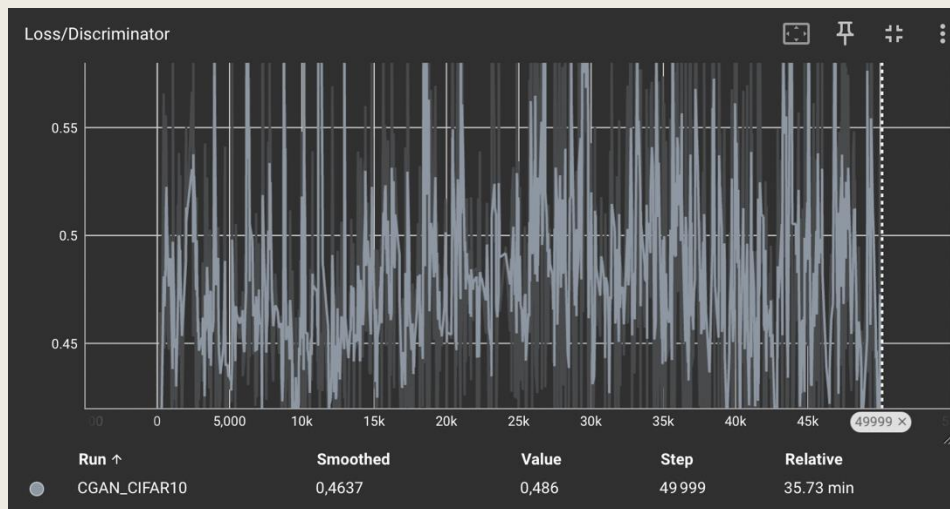 Loss/Discriminator
0.55
0.5
0.45
0 5,000 10k 15k 20k 25k 30k 35k 40k 45k 49999 ×
Run ↑ Smoothed Value Step Relative
CGAN_CIFAR10 0,4637 0,486 49 999 35.73 min